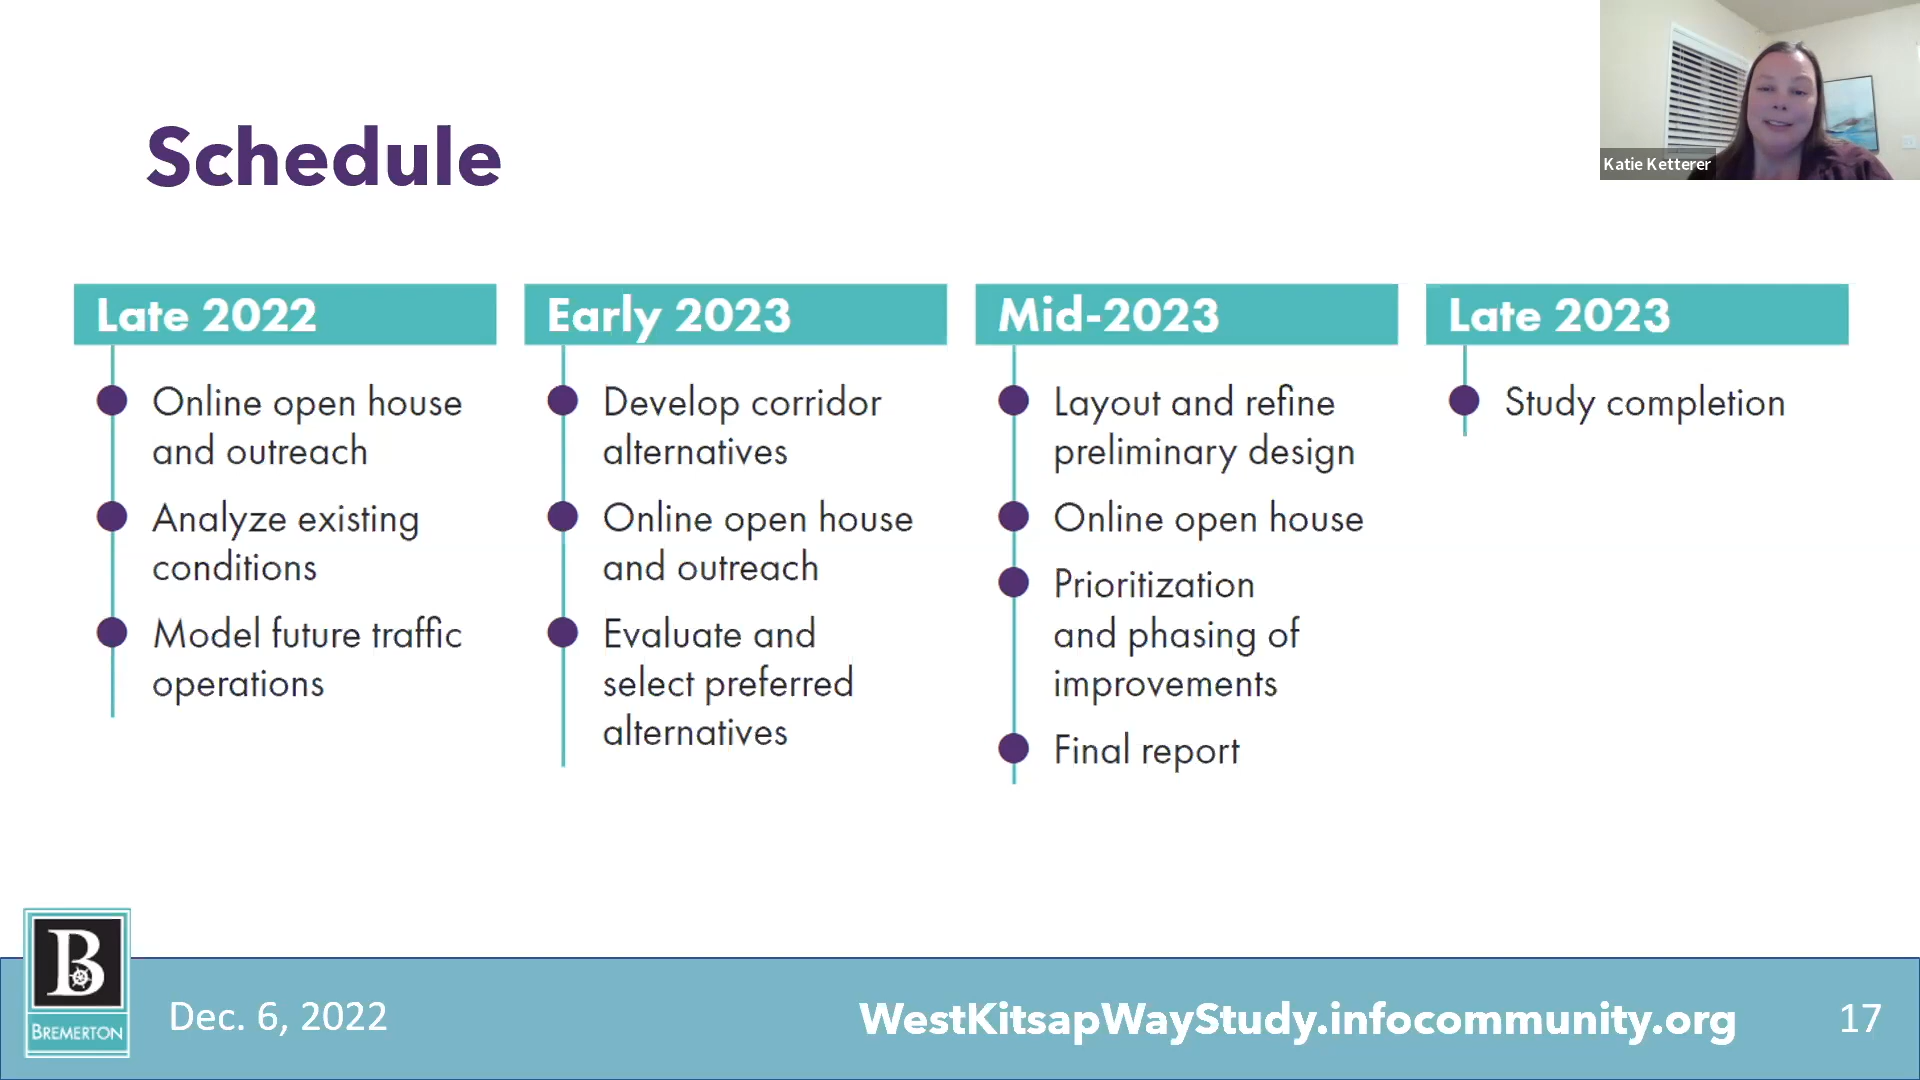 Schedule
Katie Ketterer
Late 2022
Online open house
and outreach
Analyze existing
conditions
Model future traffic
operations
Early 2023
Develop corridor
alternatives
Online open house
and outreach
Evaluate and
select preferred
alternatives
Mid-2023
Layout and refine
preliminary design
Online open house
Prioritization
and phasing of
improvements
Final report
Late 2023
Study completion
B
BREMERTON
Dec. 6, 2022
WestKitsapWayStudy.infocommunity.org
17